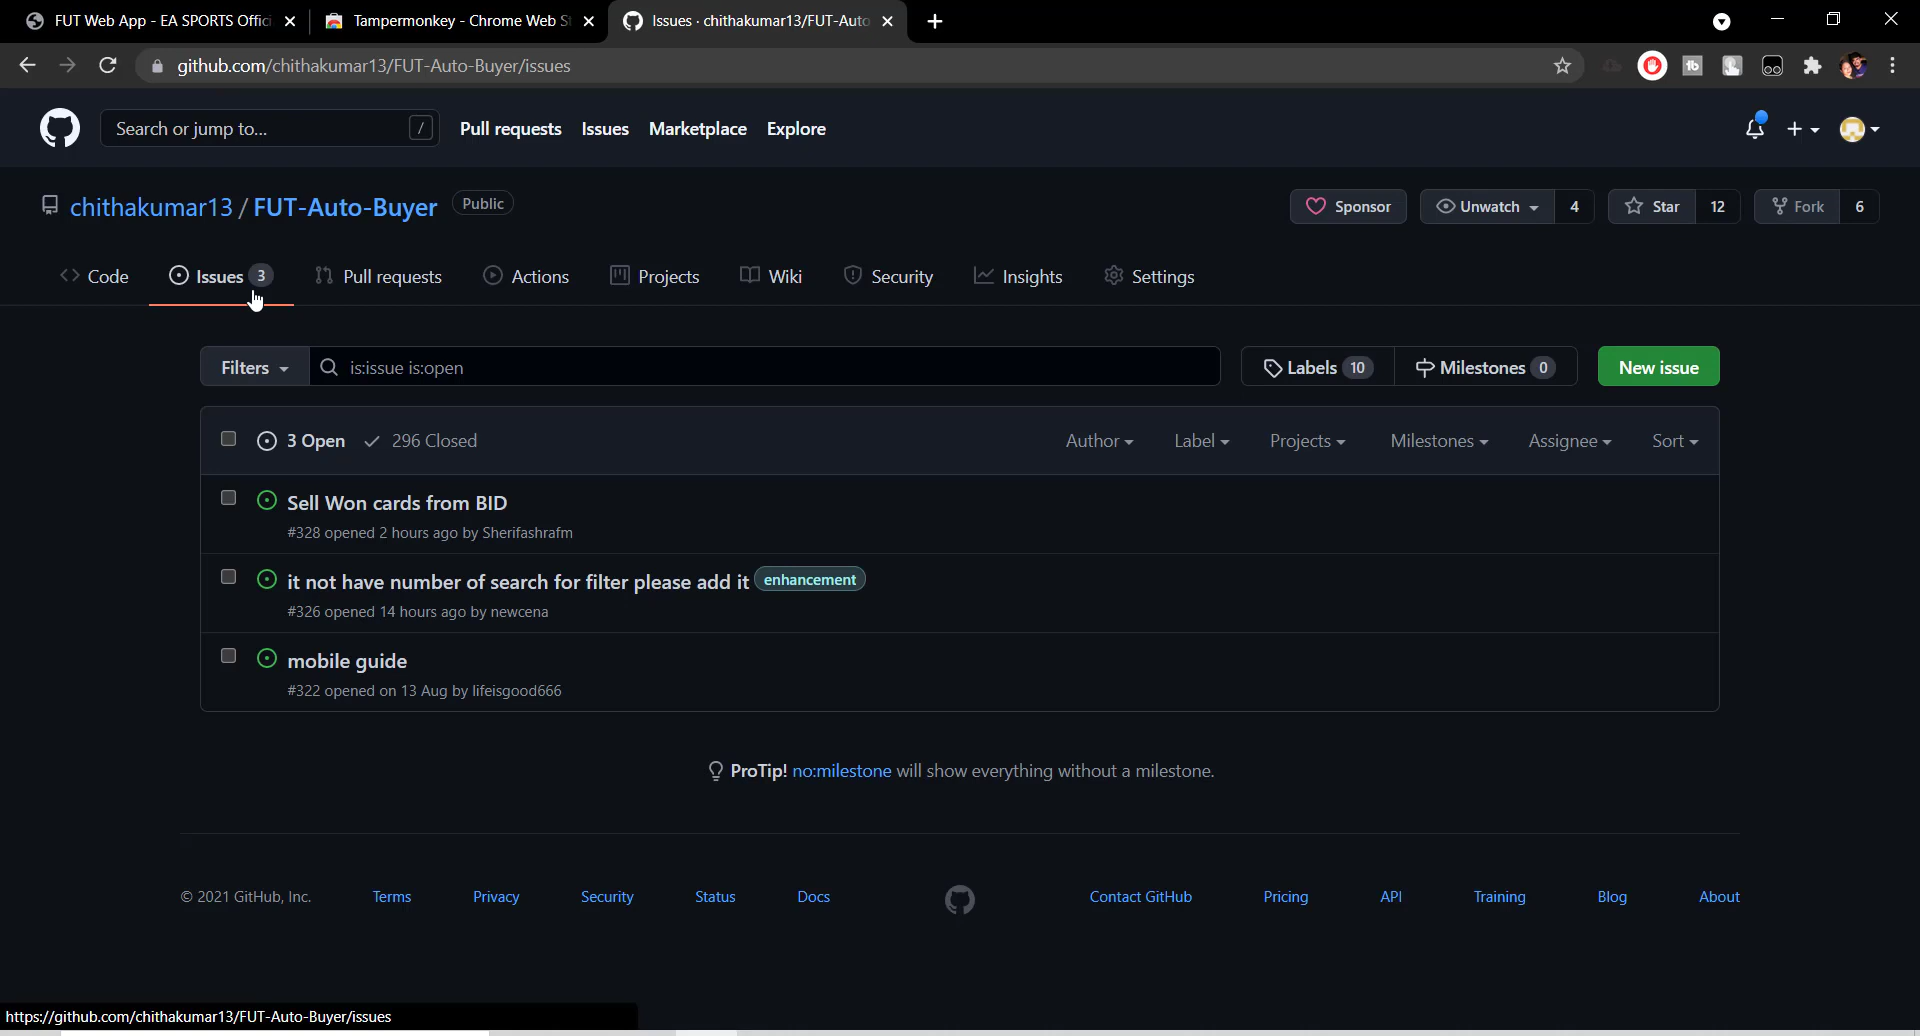 FUT Web App - EA SPORTS Offici
Tampermonkey - Chrome Web S
Issues · chithakumar13/FUT-Auto
github.com/chithakumar13/FUT-Auto-Buyer/issues
Search or jump to... /
Pull requests Issues Marketplace Explore
chithakumar13 / FUT-Auto-Buyer Public
Sponsor Unwatch 4 Star 12 Fork 6
Code Issues 3 Pull requests Actions Projects Wiki Security Insights Settings
Filters is:issue is:open Labels 10 Milestones 0 New issue
3 Open 296 Closed Author Label Projects Milestones Assignee Sort
Sell Won cards from BID
#328 opened 2 hours ago by Sherifashrafm
it not have number of search for filter please add it enhancement
#326 opened 14 hours ago by newcena
mobile guide
#322 opened on 13 Aug by lifeisgood666
ProTip! no:milestone will show everything without a milestone.
© 2021 GitHub, Inc. Terms Privacy Security Status Docs Contact GitHub Pricing API Training Blog About
https://github.com/chithakumar13/FUT-Auto-Buyer/issues